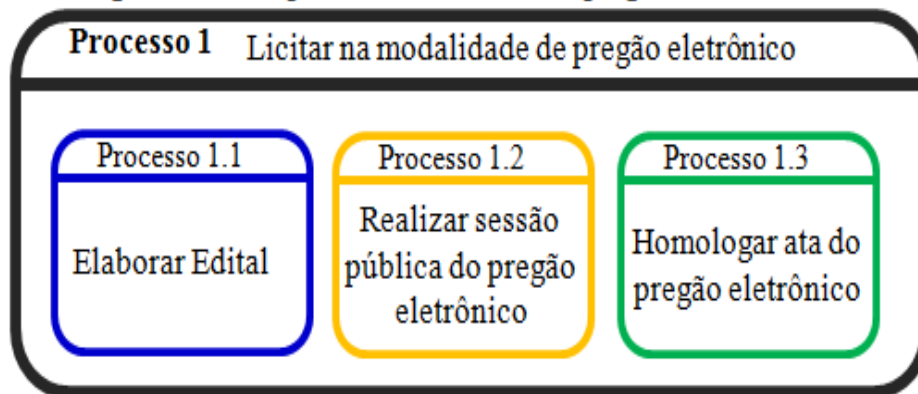 Processo 1 Licitar na modalidade de pregão eletrônico
Processo 1.1
Elaborar Edital
Processo 1.2
Realizar sessão
pública do pregão
eletrônico
Processo 1.3
Homologar ata do
pregão eletrônico